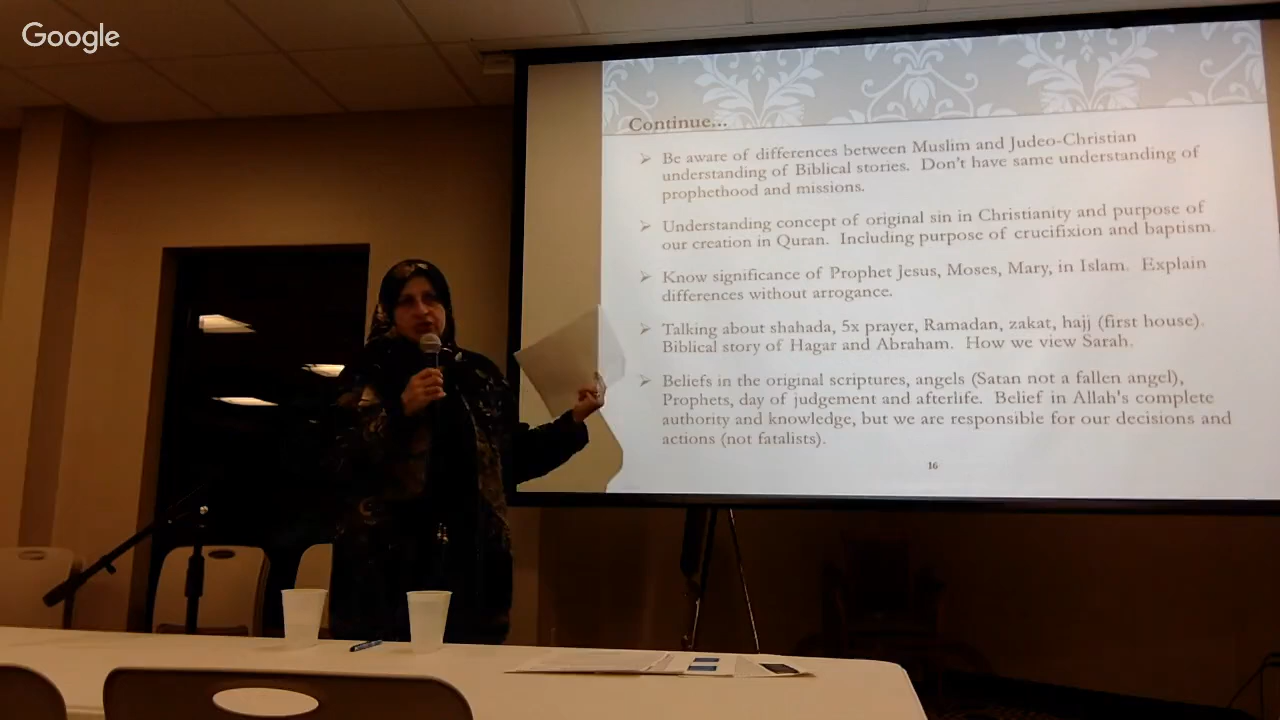 Google
Continue...
➢ Be aware of differences between Muslim and Judeo-Christian
understanding of Biblical stories. Don't have same understanding of
prophethood and missions.
➢ Understanding concept of original sin in Christianity and purpose of
our creation in Quran. Including purpose of crucifixion and baptism.
➢ Know significance of Prophet Jesus, Moses, Mary, in Islam. Explain
differences without arrogance.
➢ Talking about shahada, 5x prayer, Ramadan, zakat, hajj (first house).
Biblical story of Hagar and Abraham. How we view Sarah.
➢ Beliefs in the original scriptures, angels (Satan not a fallen angel),
Prophets, day of judgement and afterlife. Belief in Allah's complete
authority and knowledge, but we are responsible for our decisions and
actions (not fatalists).
16